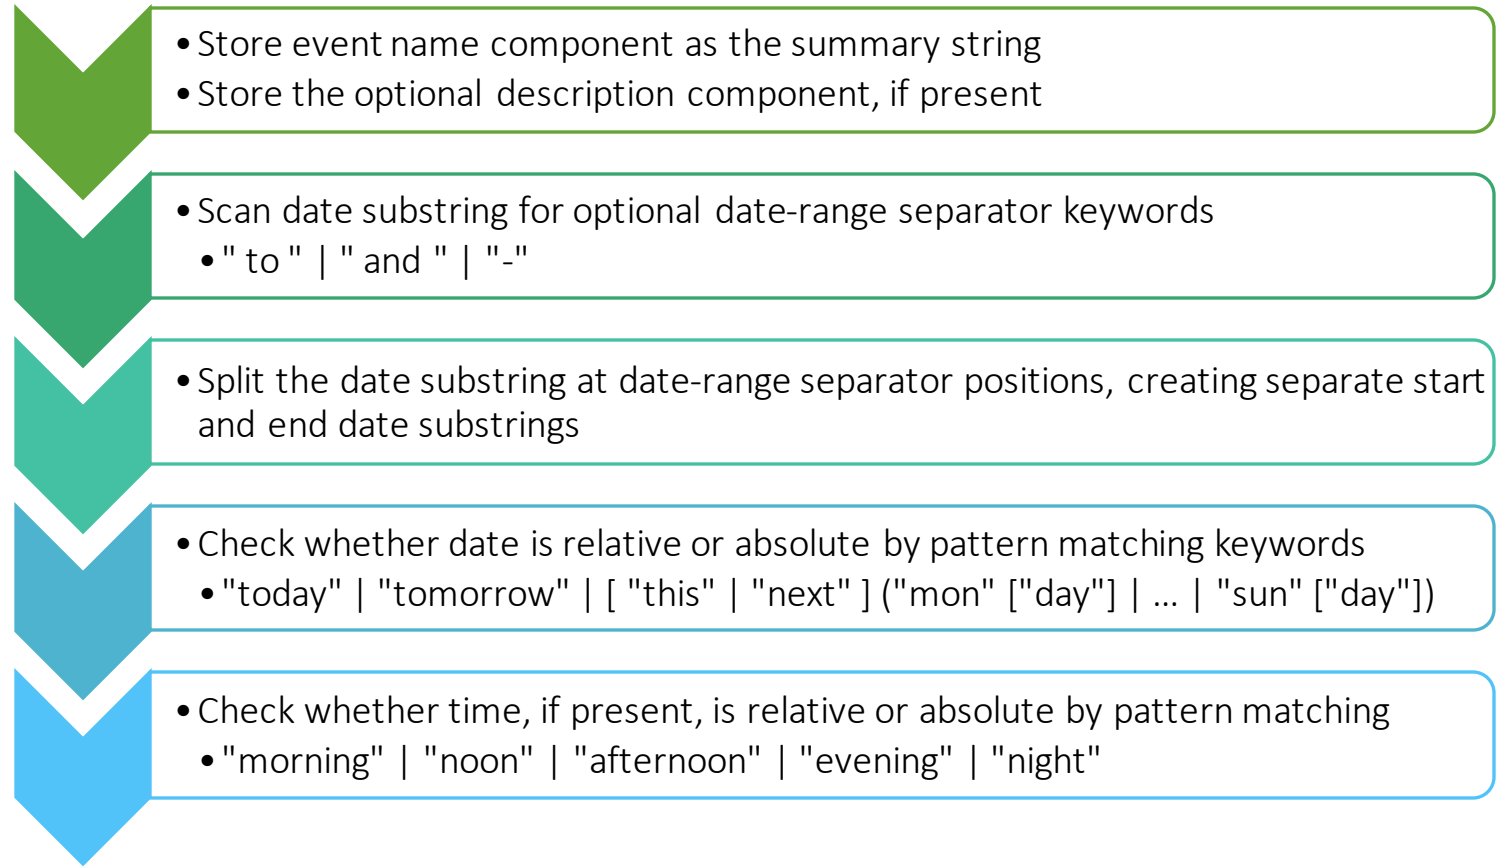 • Store event name component as the summary string
• Store the optional description component, if present
• Scan date substring for optional date-range separator keywords
• " to " | " and " | "-"
• Split the date substring at date-range separator positions, creating separate start
and end date substrings
• Check whether date is relative or absolute by pattern matching keywords
• "today" | "tomorrow" | [ "this" | "next" ] ("mon" ["day"] | ... | "sun" ["day"])
• Check whether time, if present, is relative or absolute by pattern matching
• "morning" | "noon" | "afternoon" | "evening" | "night"